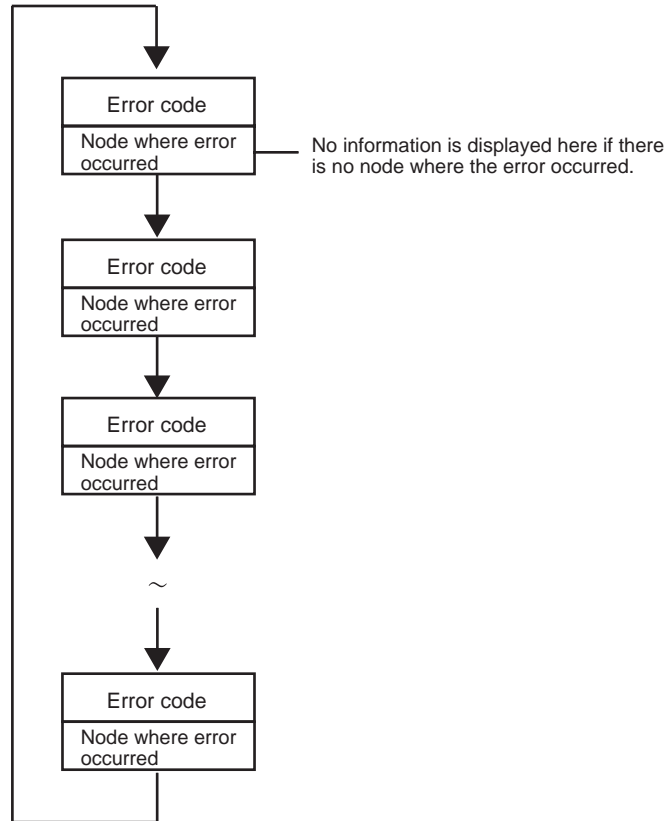 Error code
Node where error
occurred
No information is displayed here if there
is no node where the error occurred.
Error code
Node where error
occurred
Error code
Node where error
occurred
~
Error code
Node where error
occurred